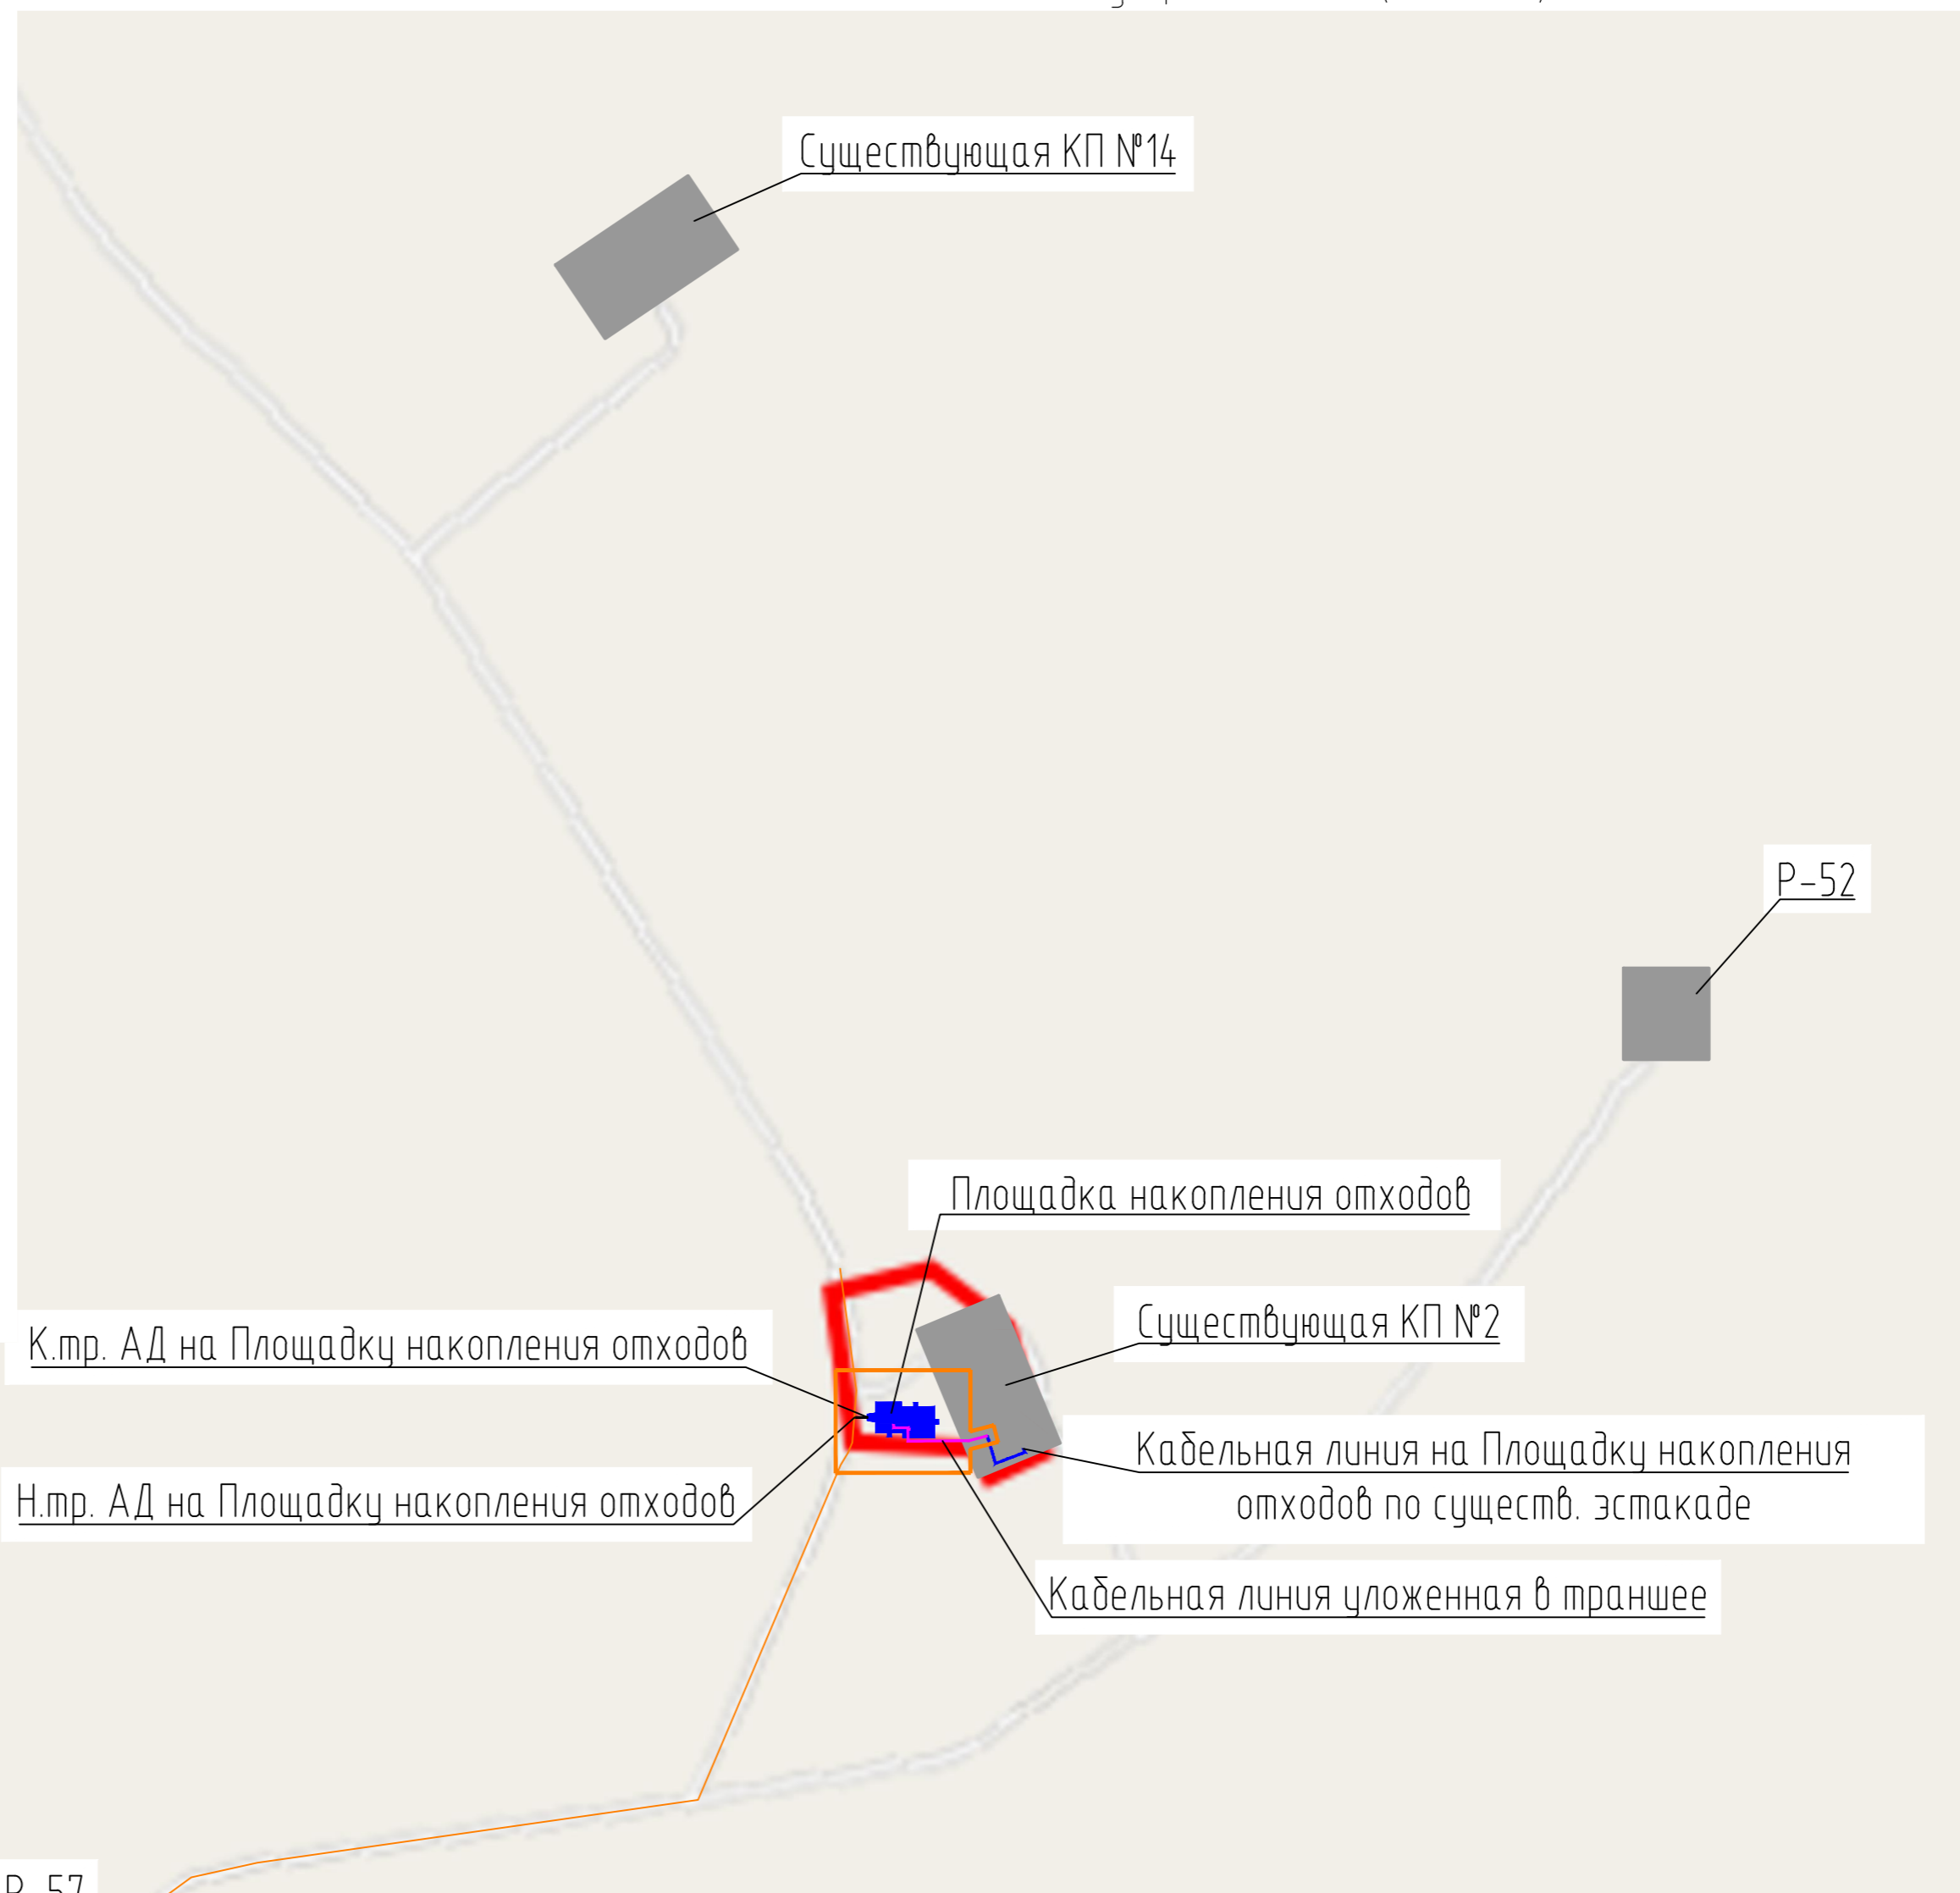 Существующая КП №14
Р-52
Площадка накопления отходов
Существующая КП №2
К.тр. АД на Площадку накопления отходов
Кабельная линия на Площадку накопления
отходов по существ. эстакаде
Н.тр. АД на Площадку накопления отходов
Кабельная линия уложенная в траншее
Р-57